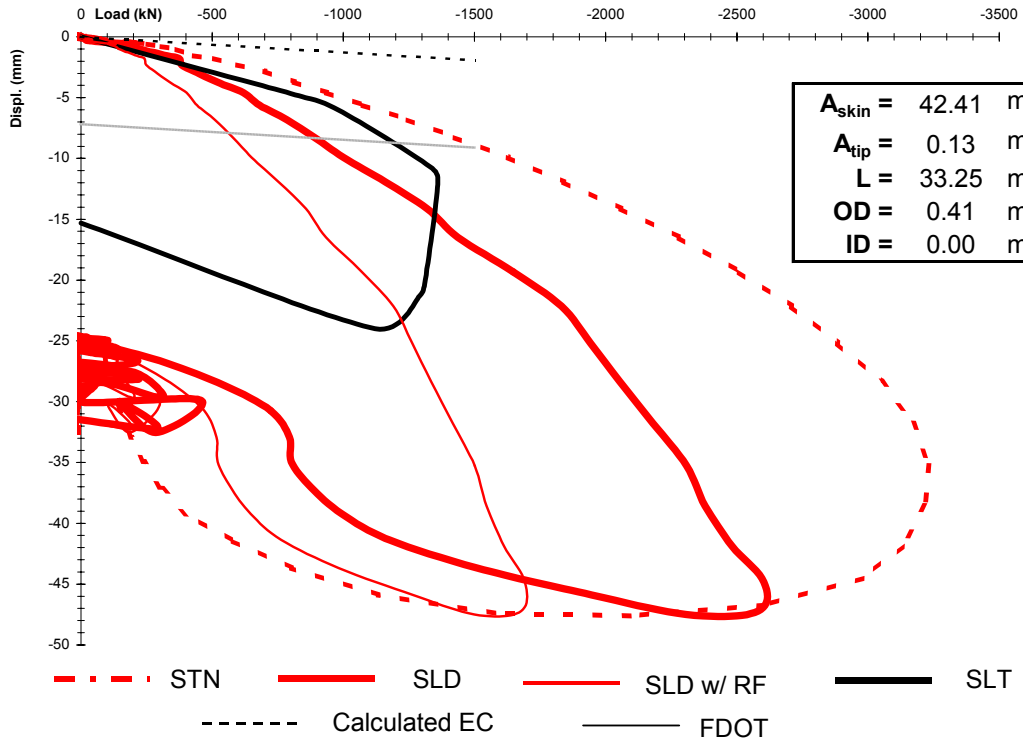 0 Load (kN) -500 -1000 -1500 -2000 -2500 -3000 -3500
Displ. (mm)
0
-5
-10
-15
-20
-25
-30
-35
-40
-45
-50
A_skin = 42.41 m
A_tip = 0.13 m
L = 33.25 m
OD = 0.41 m
ID = 0.00 m
STN SLD SLD w/ RF SLT
Calculated EC FDOT